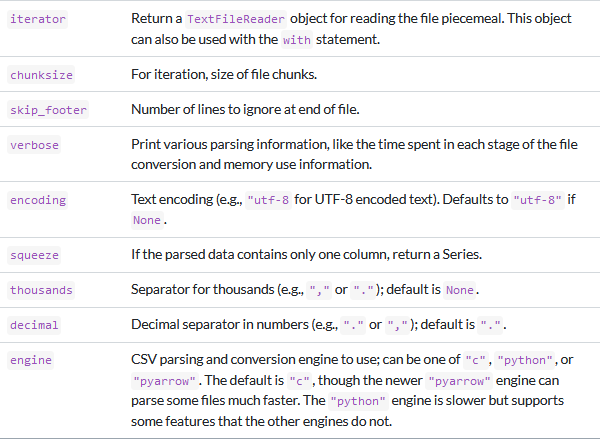 iterator Return a TextFileReader object for reading the file piecemeal. This object
can also be used with the with statement.
chunksize For iteration, size of file chunks.
skip_footer Number of lines to ignore at end of file.
verbose Print various parsing information, like the time spent in each stage of the file
conversion and memory use information.
encoding Text encoding (e.g., "utf-8 for UTF-8 encoded text). Defaults to "utf-8" if
None.
squeeze If the parsed data contains only one column, return a Series.
thousands Separator for thousands (e.g., "," or "."); default is None.
decimal Decimal separator in numbers (e.g., "." or ","); default is ".".
engine CSV parsing and conversion engine to use; can be one of "c", "python", or
"pyarrow". The default is "c", though the newer "pyarrow" engine can
parse some files much faster. The "python" engine is slower but supports
some features that the other engines do not.